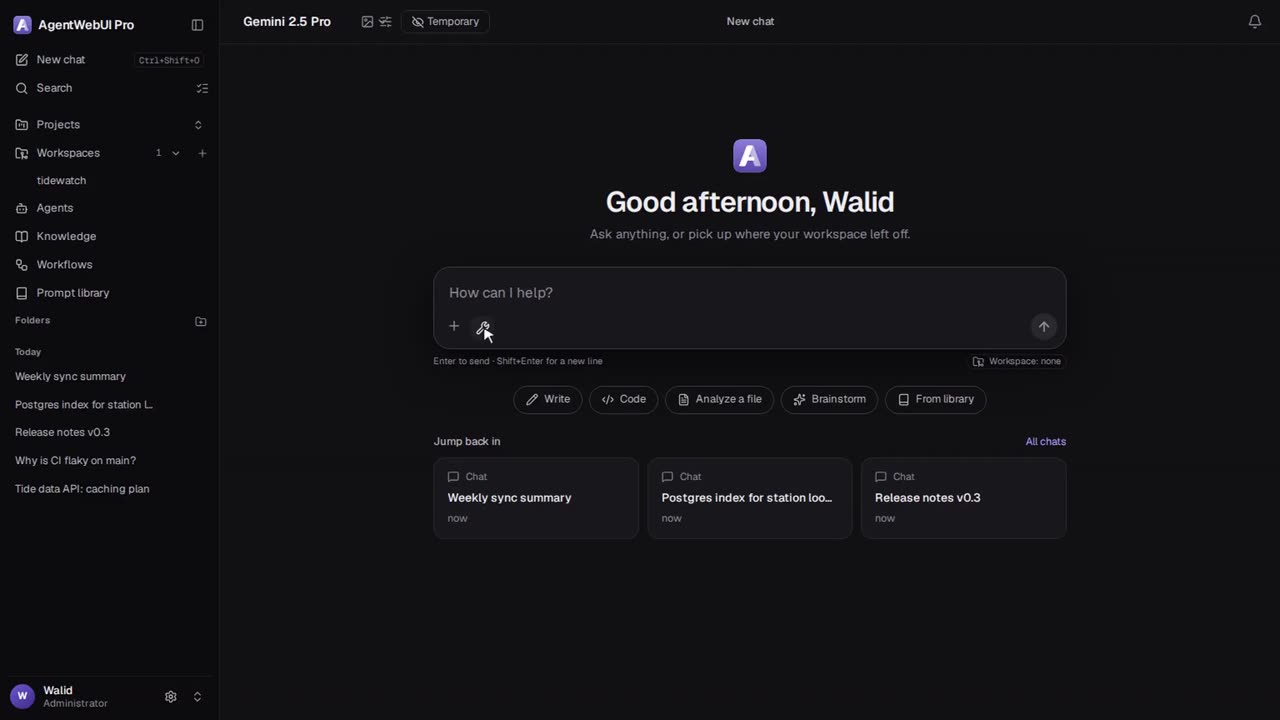 AgentWebUI Pro
New chat Ctrl+Shift+O
Search
Projects
Workspaces 1
tidewatch
Agents
Knowledge
Workflows
Prompt library
Folders
Today
Weekly sync summary
Postgres index for station l...
Release notes v0.3
Why is CI flaky on main?
Tide data API: caching plan
W
Walid
Administrator
Gemini 2.5 Pro
Temporary
New chat
Good afternoon, Walid
Ask anything, or pick up where your workspace left off.
How can I help?
Enter to send · Shift+Enter for a new line
Workspace: none
Write
Code
Analyze a file
Brainstorm
From library
Jump back in
All chats
Chat
Weekly sync summary
now
Chat
Postgres index for station loo...
now
Chat
Release notes v0.3
now